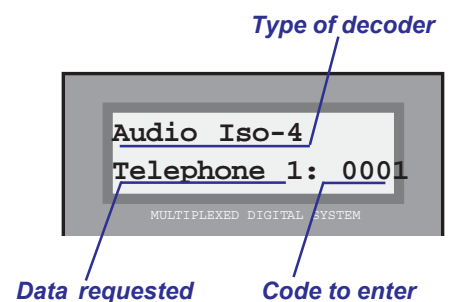 Type of decoder
Audio Iso-4
Telephone 1: 0001
MULTIPLEXED DIGITAL SYSTEM
Data requested
Code to enter